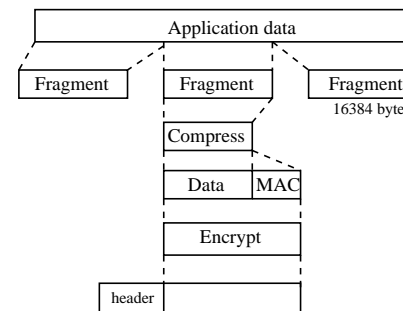 Application data
Fragment Fragment Fragment
16384 byte
Compress
Data MAC
Encrypt
header